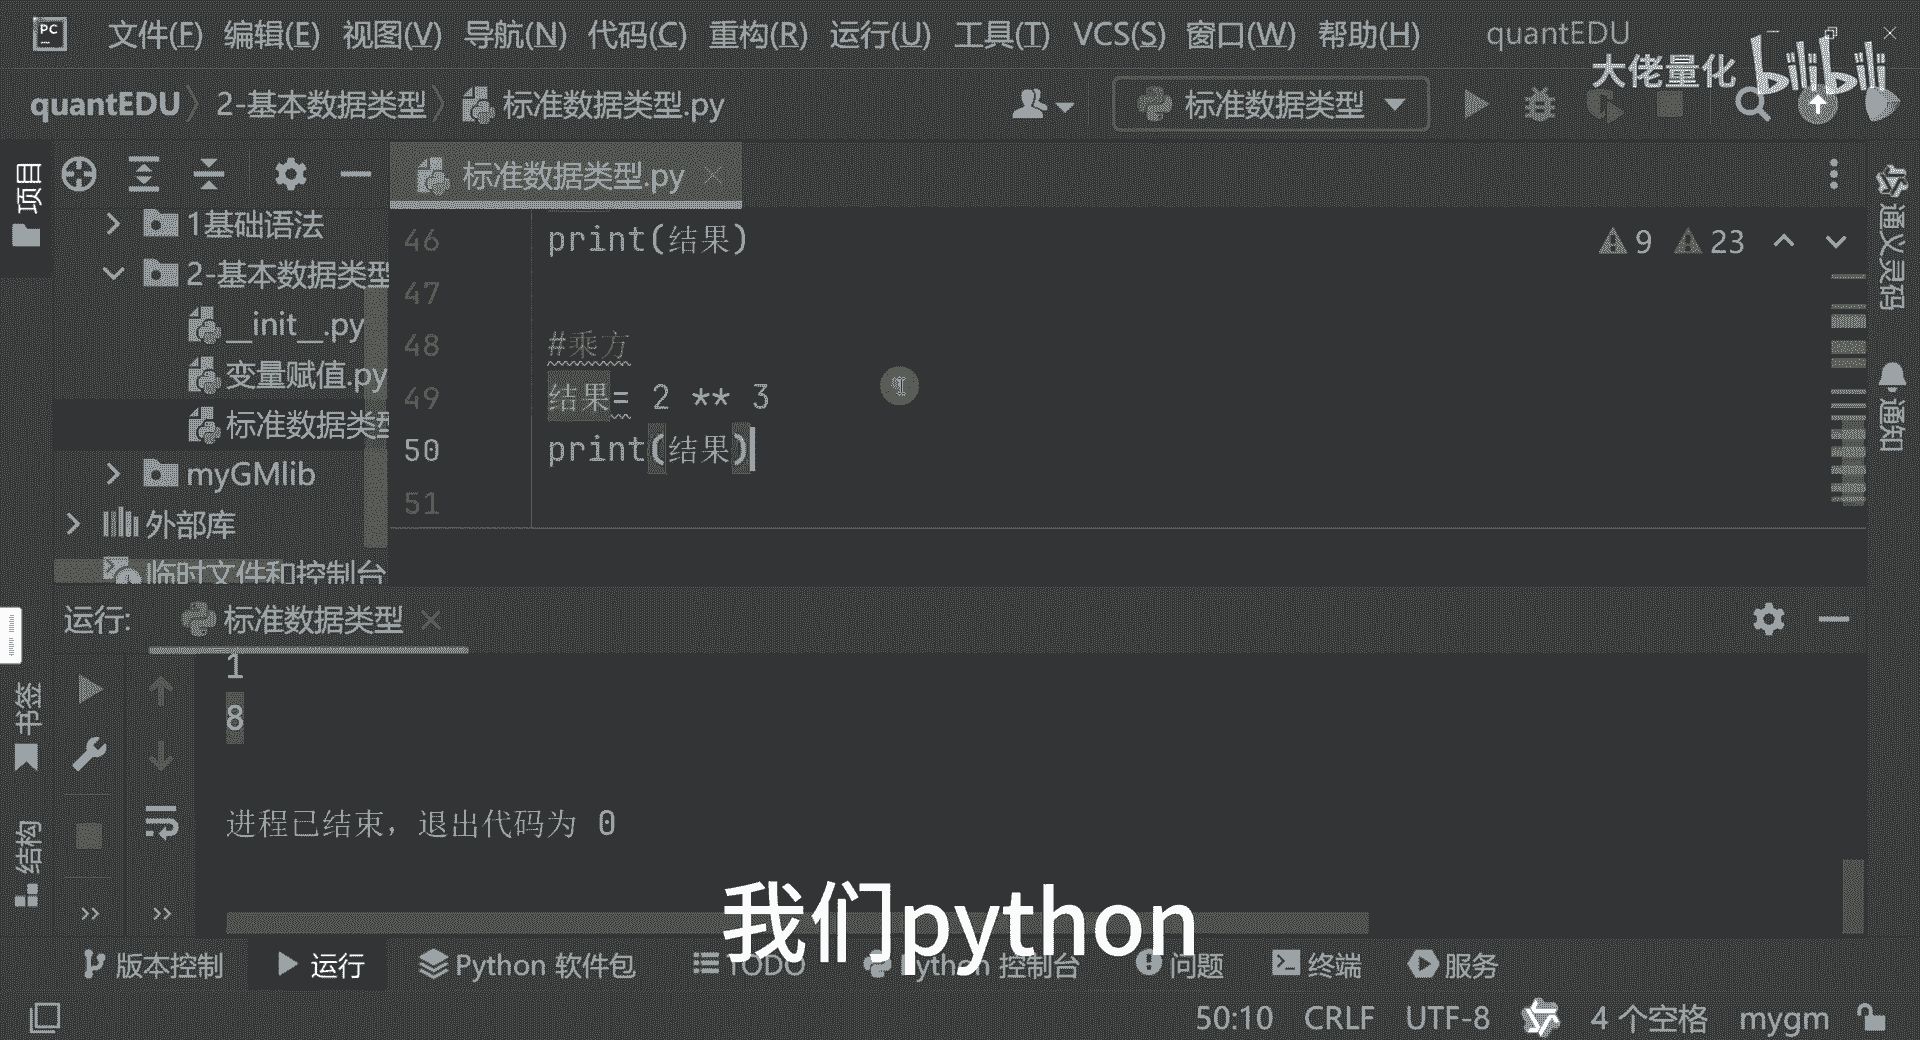 PC 文件(F) 编辑(E) 视图(V) 导航(N) 代码(C) 重构(R) 运行(U) 工具(T) VCS(S) 窗口(W) 帮助(H) quantEDU
大佬量化 bilibili
quantEDU 2-基本数据类型 标准数据类型.py 标准数据类型
项目
标准数据类型.py
1基础语法
2-基本数据类型
__init__.py
变量赋值.py
标准数据类型
myGMlib
外部库
临时文件和控制台
46 print(结果)
47
48 #乘方
49 结果= 2 ** 3
50 print(结果)
51
9 23
通义灵码
通知
运行: 标准数据类型
1
8
进程已结束，退出代码为 0
书签
结构
我们python
版本控制 运行 Python 软件包 TODO Python 控制台 问题 终端 服务
50:10 CRLF UTF-8 4 个空格 mygm